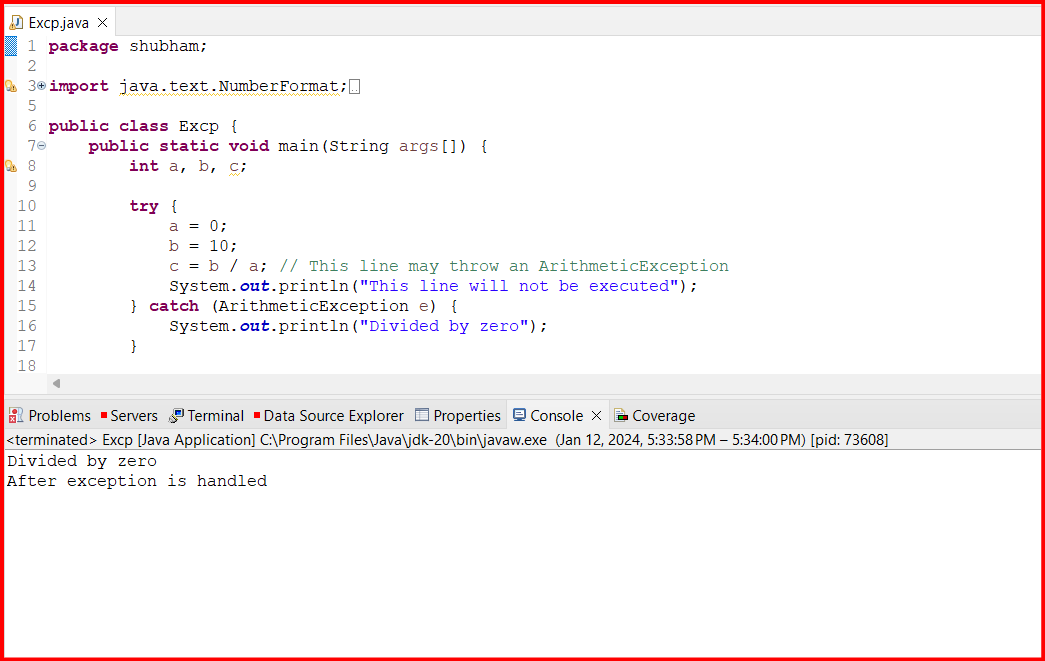 Excp.java
1 package shubham;
2
3 import java.text.NumberFormat;
5
6 public class Excp {
7 public static void main(String args[]) {
8 int a, b, c;
9
10 try {
11 a = 0;
12 b = 10;
13 c = b / a; // This line may throw an ArithmeticException
14 System.out.println("This line will not be executed");
15 } catch (ArithmeticException e) {
16 System.out.println("Divided by zero");
17 }
18
Problems Servers Terminal Data Source Explorer Properties Console Coverage
<terminated> Excp [Java Application] C:\Program Files\Java\jdk-20\bin\javaw.exe (Jan 12, 2024, 5:33:58 PM – 5:34:00 PM) [pid: 73608]
Divided by zero
After exception is handled